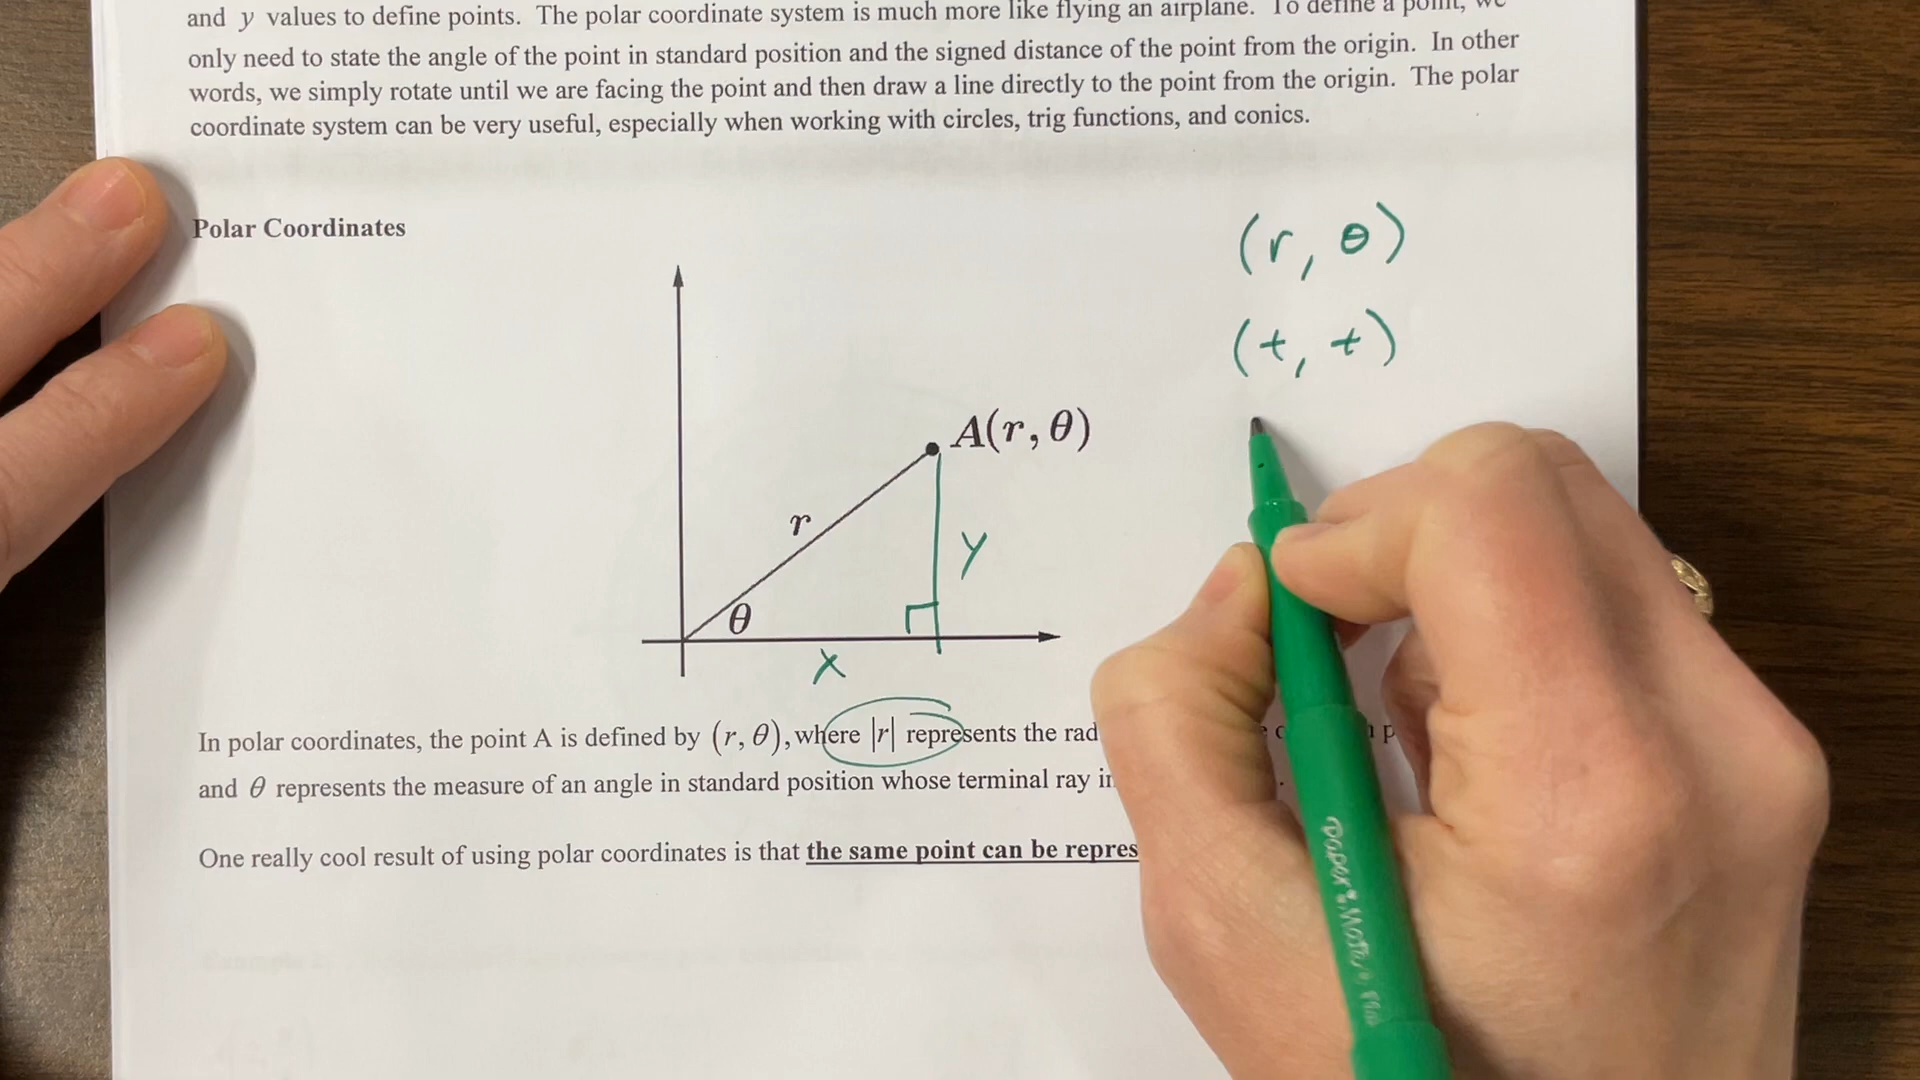 and y values to define points. The polar coordinate system is much more like flying an airplane. To define a point, we
only need to state the angle of the point in standard position and the signed distance of the point from the origin. In other
words, we simply rotate until we are facing the point and then draw a line directly to the point from the origin. The polar
coordinate system can be very useful, especially when working with circles, trig functions, and conics.
Polar Coordinates
(r, θ)
(+, +)
A(r, θ)
r
y
θ
x
In polar coordinates, the point A is defined by (r, θ), where |r| represents the rad
and θ represents the measure of an angle in standard position whose terminal ray
One really cool result of using polar coordinates is that the same point can be repres
Paper Mate